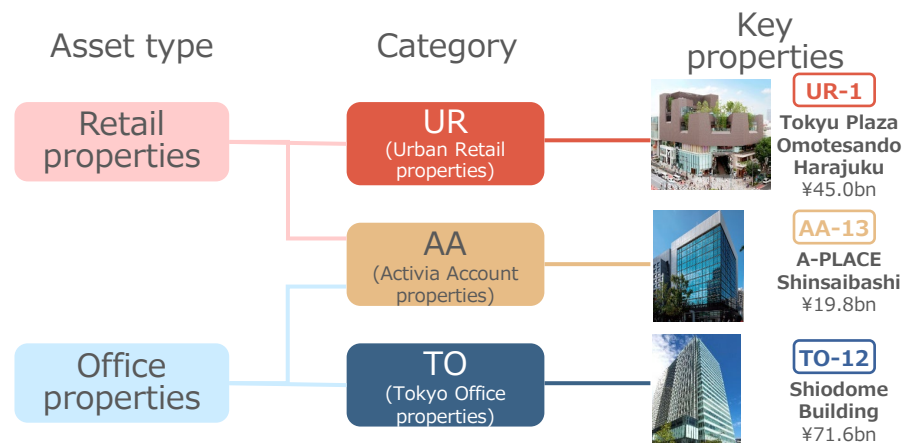 Asset type
Category
Key
properties
Retail
properties
UR
(Urban Retail
properties)
UR-1
Tokyu Plaza
Omotesando
Harajuku
¥45.0bn
AA
(Activia Account
properties)
AA-13
A-PLACE
Shinsaibashi
¥19.8bn
Office
properties
TO
(Tokyo Office
properties)
TO-12
Shiodome
Building
¥71.6bn